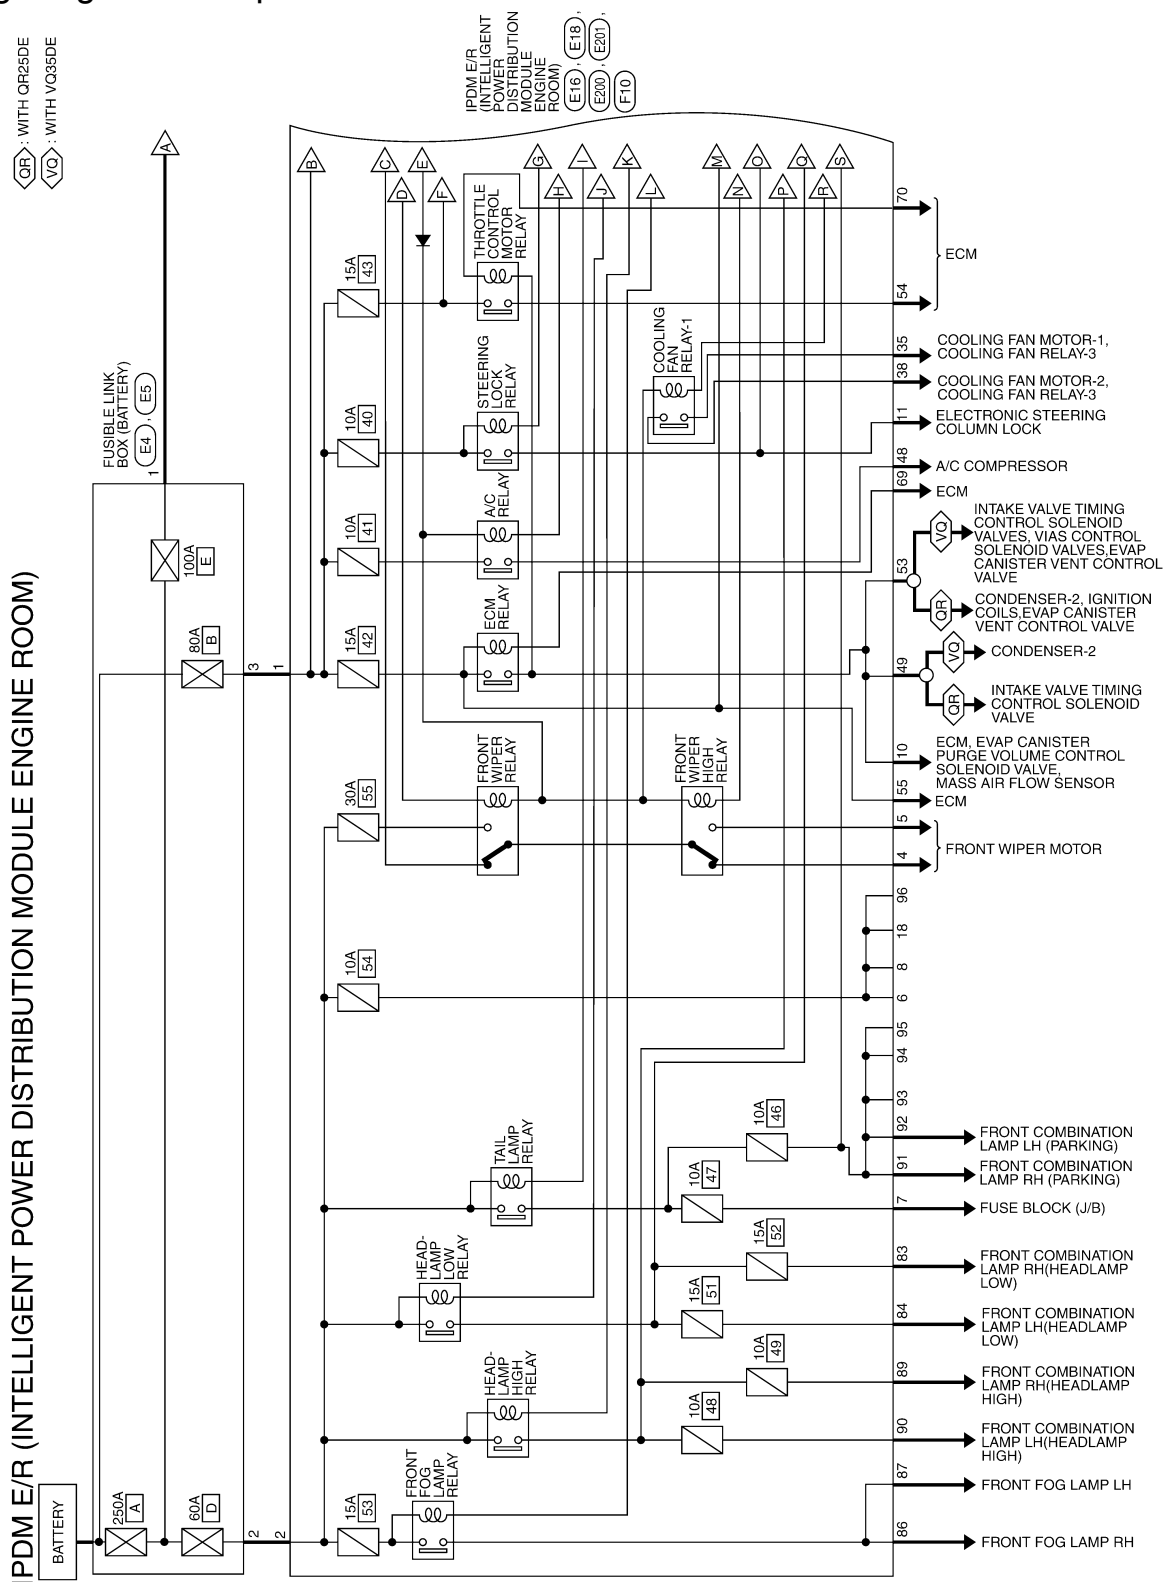 IPDM E/R (INTELLIGENT POWER DISTRIBUTION MODULE ENGINE ROOM)
QR : WITH QR25DE
VQ : WITH VQ35DE
IPDM E/R
(INTELLIGENT
POWER
DISTRIBUTION
MODULE
ENGINE
ROOM)
E16 , E18 ,
E200 , E201 ,
F10
FUSIBLE LINK
BOX (BATTERY)
E4 , E5
BATTERY
250A
A
60A
D
80A
B
100A
E
1
A
3
1
2
2
B
C
D
E
F
G
H
I
J
K
L
M
N
O
P
Q
R
S
15A
43
THROTTLE
CONTROL
MOTOR
RELAY
10A
40
STEERING
LOCK
RELAY
10A
41
A/C
RELAY
15A
42
ECM
RELAY
COOLING
FAN
RELAY-1
30A
55
FRONT
WIPER
RELAY
FRONT
WIPER
HIGH
RELAY
10A
54
TAIL
LAMP
RELAY
10A
46
10A
47
HEAD-
LAMP
LOW
RELAY
15A
52
15A
51
HEAD-
LAMP
HIGH
RELAY
10A
49
10A
48
15A
53
FRONT
FOG
LAMP
RELAY
70
54
ECM
35
COOLING FAN MOTOR-1,
COOLING FAN RELAY-3
38
COOLING FAN MOTOR-2,
COOLING FAN RELAY-3
11
ELECTRONIC STEERING
COLUMN LOCK
48
A/C COMPRESSOR
69
ECM
53
VQ
INTAKE VALVE TIMING
CONTROL SOLENOID
VALVES, VIAS CONTROL
SOLENOID VALVES,EVAP
CANISTER VENT CONTROL
VALVE
QR
CONDENSER-2, IGNITION
COILS,EVAP CANISTER
VENT CONTROL VALVE
49
VQ
CONDENSER-2
QR
INTAKE VALVE TIMING
CONTROL SOLENOID
VALVE
10
ECM, EVAP CANISTER
PURGE VOLUME CONTROL
SOLENOID VALVE,
MASS AIR FLOW SENSOR
55
ECM
5
4
FRONT WIPER MOTOR
96
18
8
6
95
94
93
92
FRONT COMBINATION
LAMP LH (PARKING)
91
FRONT COMBINATION
LAMP RH (PARKING)
7
FUSE BLOCK (J/B)
83
FRONT COMBINATION
LAMP RH(HEADLAMP
LOW)
84
FRONT COMBINATION
LAMP LH(HEADLAMP
LOW)
89
FRONT COMBINATION
LAMP RH(HEADLAMP
HIGH)
90
FRONT COMBINATION
LAMP LH(HEADLAMP
HIGH)
87
FRONT FOG LAMP LH
86
FRONT FOG LAMP RH